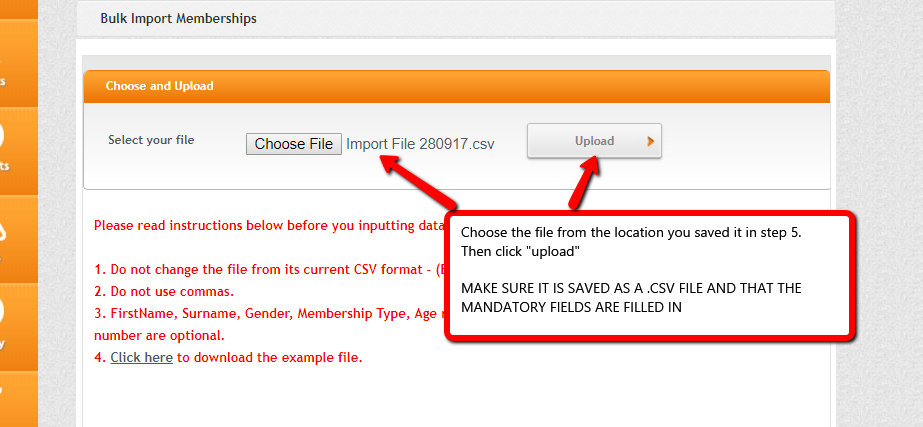 Bulk Import Memberships
Choose and Upload
Select your file
Choose File
Import File 280917.csv
Upload
Please read instructions below before you inputting data
Choose the file from the location you saved it in step 5.
Then click "upload"
MAKE SURE IT IS SAVED AS A .CSV FILE AND THAT THE
MANDATORY FIELDS ARE FILLED IN
1. Do not change the file from its current CSV format - (
2. Do not use commas.
3. FirstName, Surname, Gender, Membership Type, Age
number are optional.
4. Click here to download the example file.